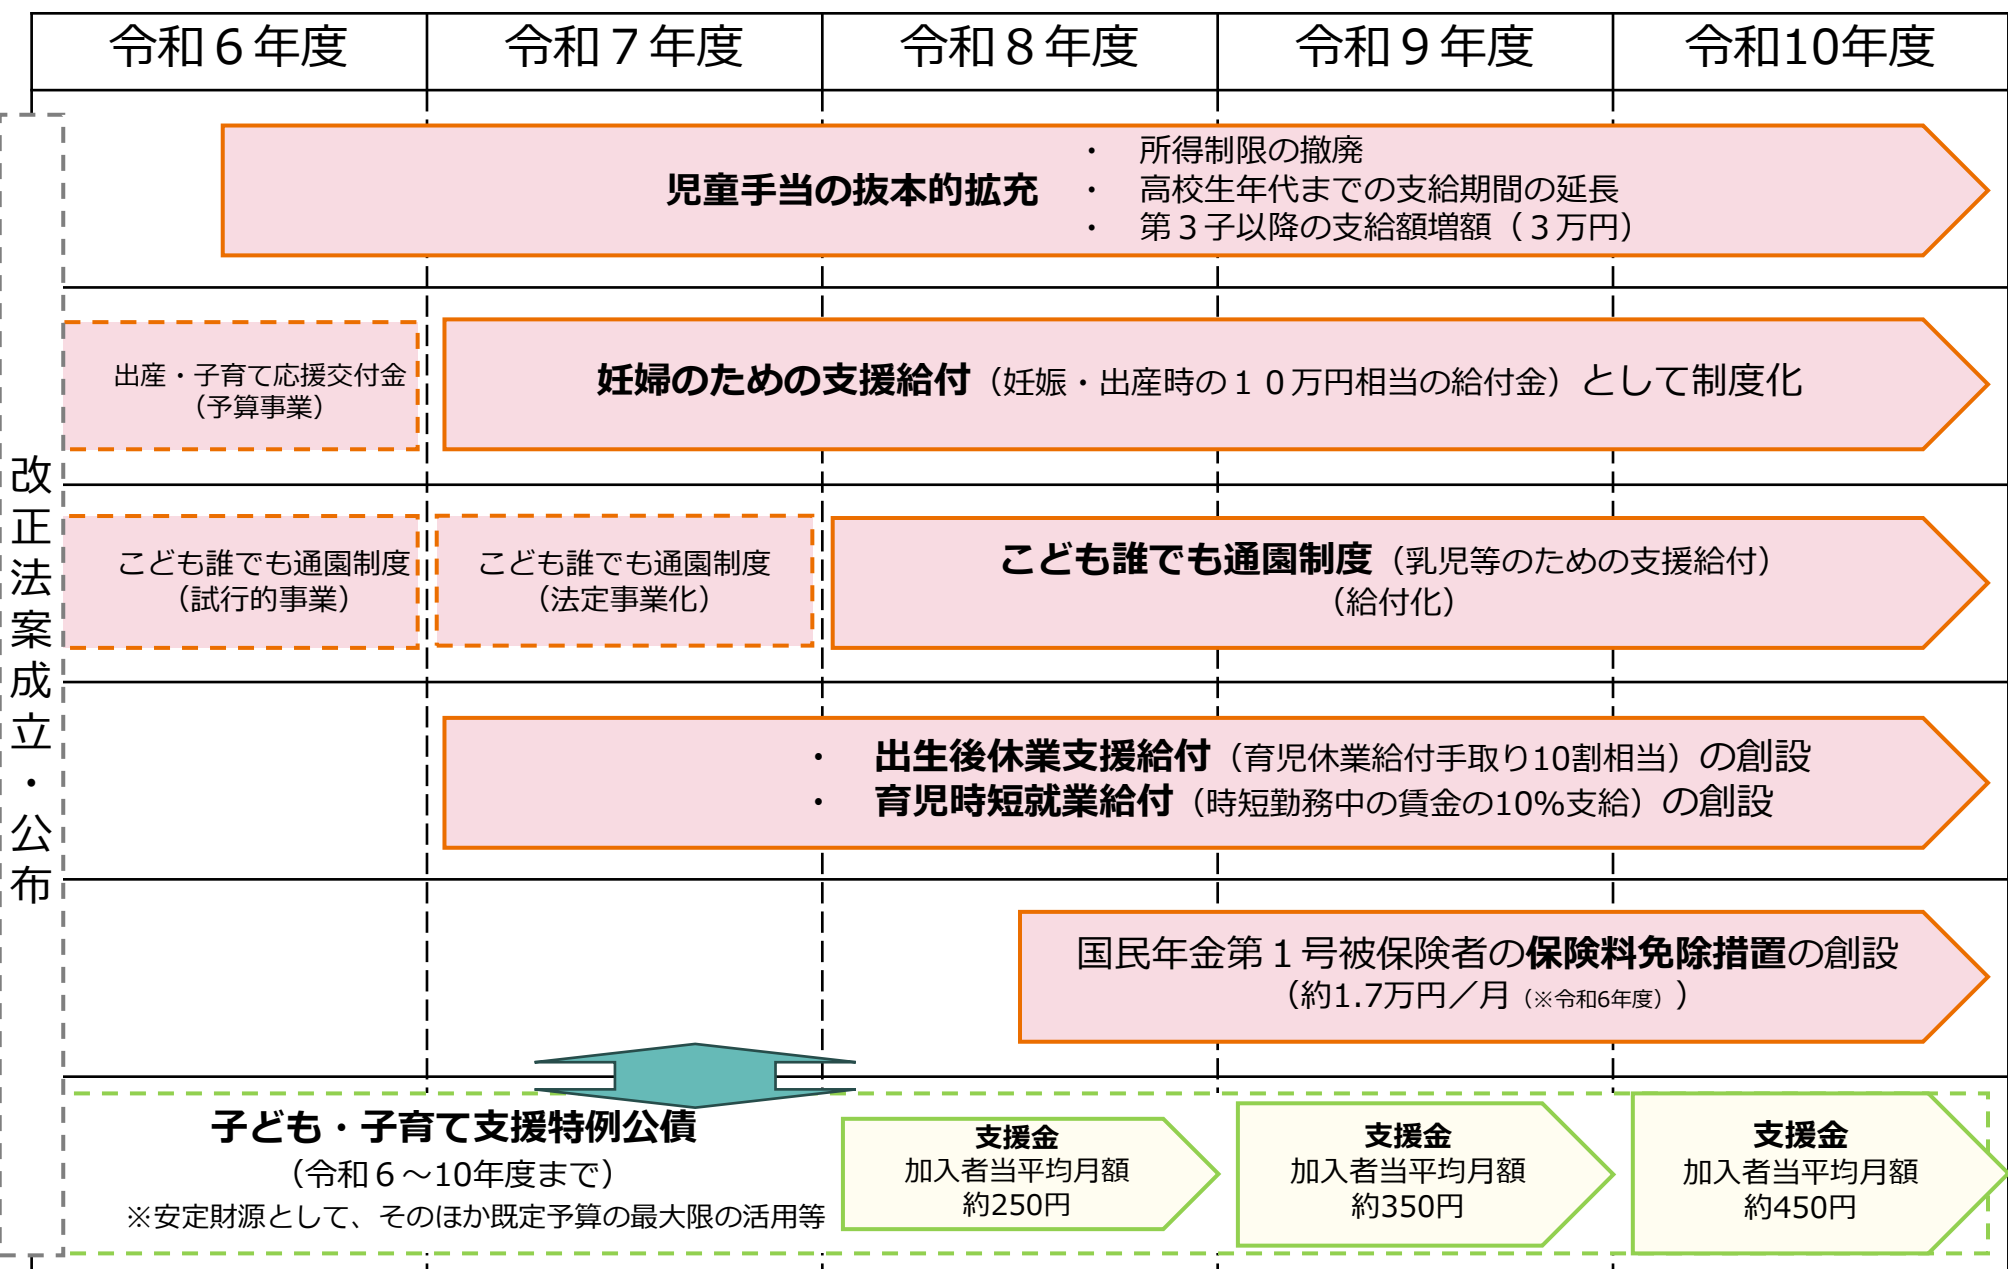 令和６年度
令和７年度
令和８年度
令和９年度
令和10年度
改正法案成立・公布
児童手当の抜本的拡充
・ 所得制限の撤廃
・ 高校生年代までの支給期間の延長
・ 第３子以降の支給額増額（３万円）
出産・子育て応援交付金
（予算事業）
妊婦のための支援給付（妊娠・出産時の１０万円相当の給付金）として制度化
こども誰でも通園制度
（試行的事業）
こども誰でも通園制度
（法定事業化）
こども誰でも通園制度（乳児等のための支援給付）
（給付化）
・ 出生後休業支援給付（育児休業給付手取り10割相当）の創設
・ 育児時短就業給付（時短勤務中の賃金の10%支給）の創設
国民年金第１号被保険者の保険料免除措置の創設
（約1.7万円／月（※令和6年度））
子ども・子育て支援特例公債
（令和６～10年度まで）
※安定財源として、そのほか既定予算の最大限の活用等
支援金
加入者当平均月額
約250円
支援金
加入者当平均月額
約350円
支援金
加入者当平均月額
約450円